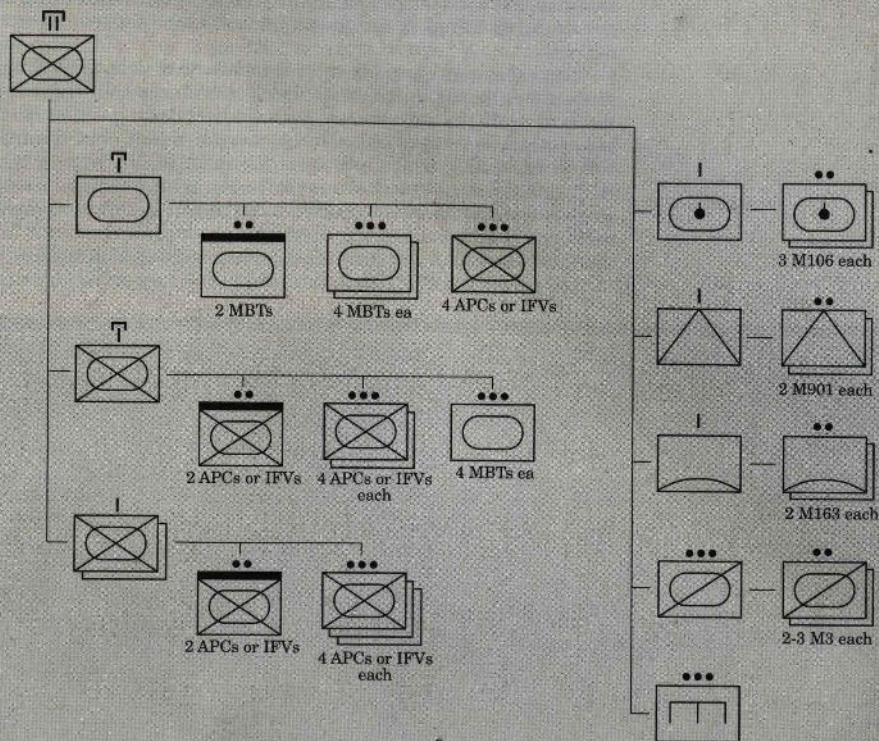 2 MBTs
4 MBTs ea
4 APCs or IFVs
2 APCs or IFVs
4 APCs or IFVs
each
4 MBTs ea
2 APCs or IFVs
4 APCs or IFVs
each
3 M106 each
2 M901 each
2 M163 each
2-3 M3 each